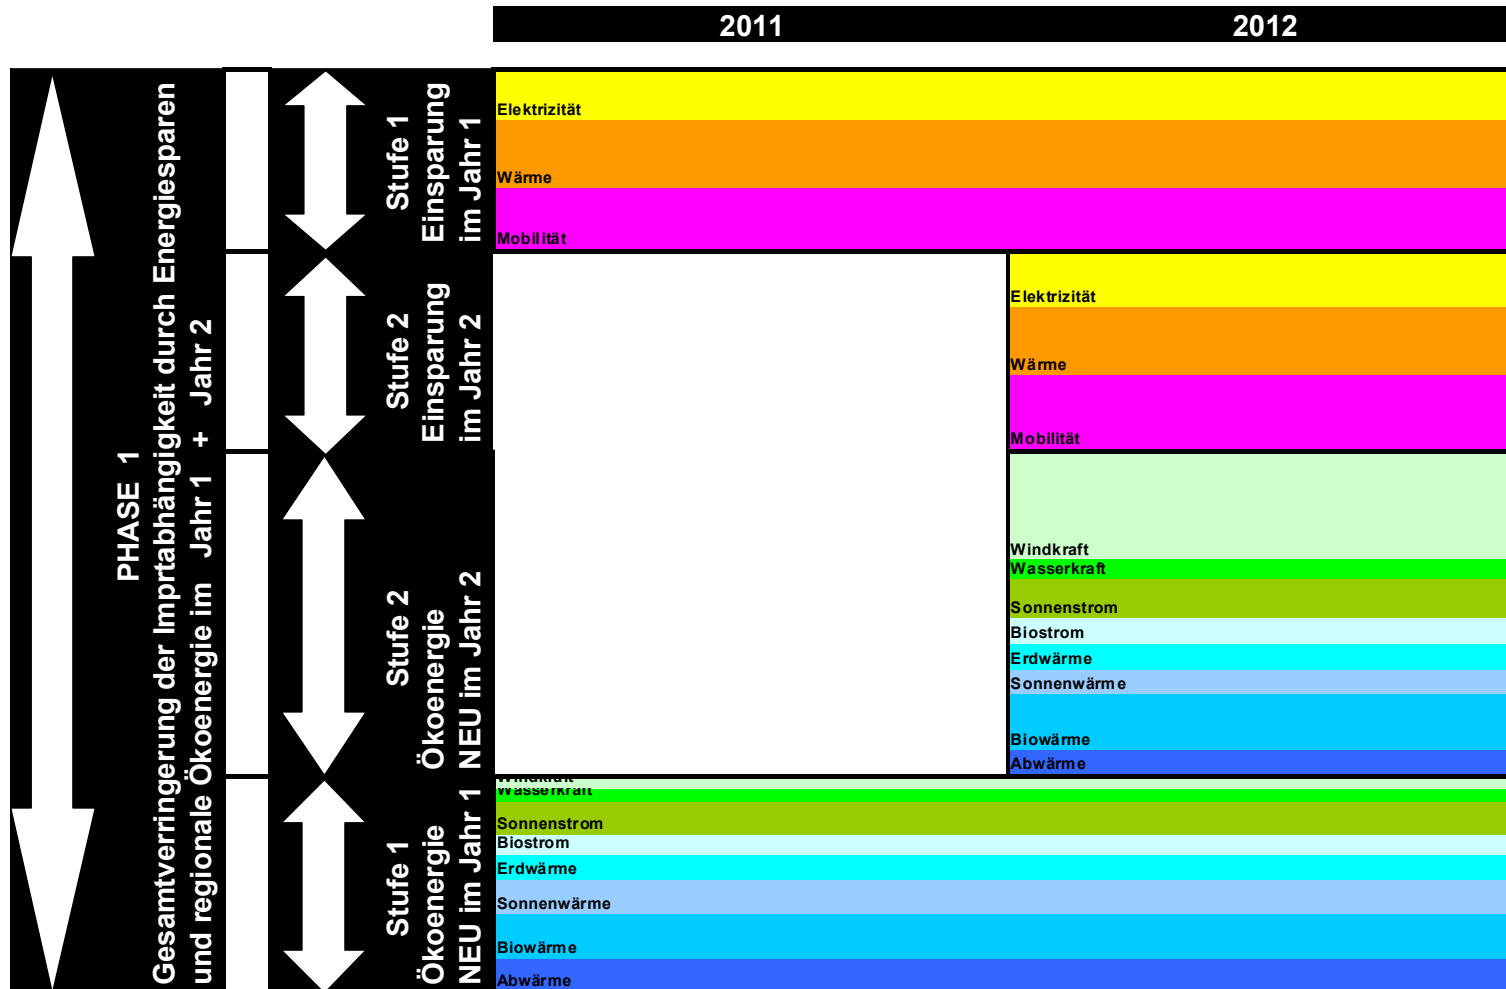 2011
2012
PHASE 1
Gesamtverringerung der Imprtabhängigkeit durch Energiesparen
und regionale Ökoenergie im Jahr 1 + Jahr 2
Stufe 1
Einsparung
im Jahr 1
Elektrizität
Wärme
Mobilität
Stufe 2
Einsparung
im Jahr 2
Elektrizität
Wärme
Mobilität
Stufe 2
Ökoenergie
NEU im Jahr 2
Windkraft
Wasserkraft
Sonnenstrom
Biostrom
Erdwärme
Sonnenwärme
Biowärme
Abwärme
Stufe 1
Ökoenergie
NEU im Jahr 1
Windkraft
Wasserkraft
Sonnenstrom
Biostrom
Erdwärme
Sonnenwärme
Biowärme
Abwärme